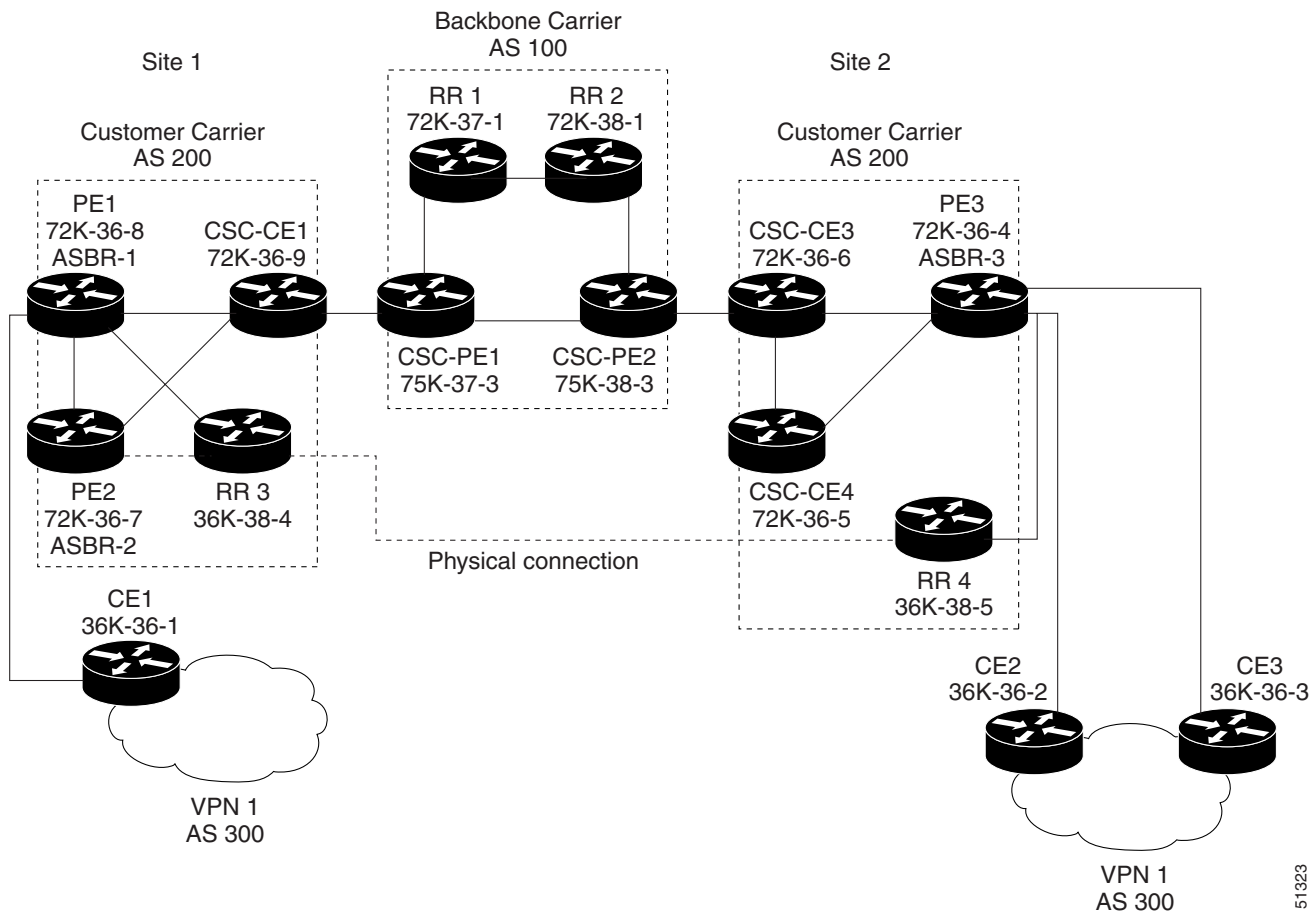 Backbone Carrier
AS 100
Site 1
Site 2
RR 1
72K-37-1
RR 2
72K-38-1
Customer Carrier
AS 200
Customer Carrier
AS 200
PE1
72K-36-8
ASBR-1
CSC-CE1
72K-36-9
CSC-CE3
72K-36-6
PE3
72K-36-4
ASBR-3
CSC-PE1
75K-37-3
CSC-PE2
75K-38-3
PE2
72K-36-7
ASBR-2
RR 3
36K-38-4
CSC-CE4
72K-36-5
Physical connection
RR 4
36K-38-5
CE1
36K-36-1
CE2
36K-36-2
CE3
36K-36-3
VPN 1
AS 300
VPN 1
AS 300
51323